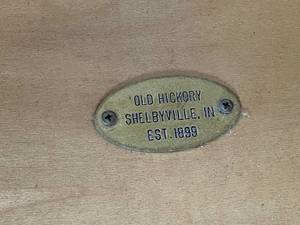 OLD HICKORY
SHELBYVILLE, IN
EST. 1899